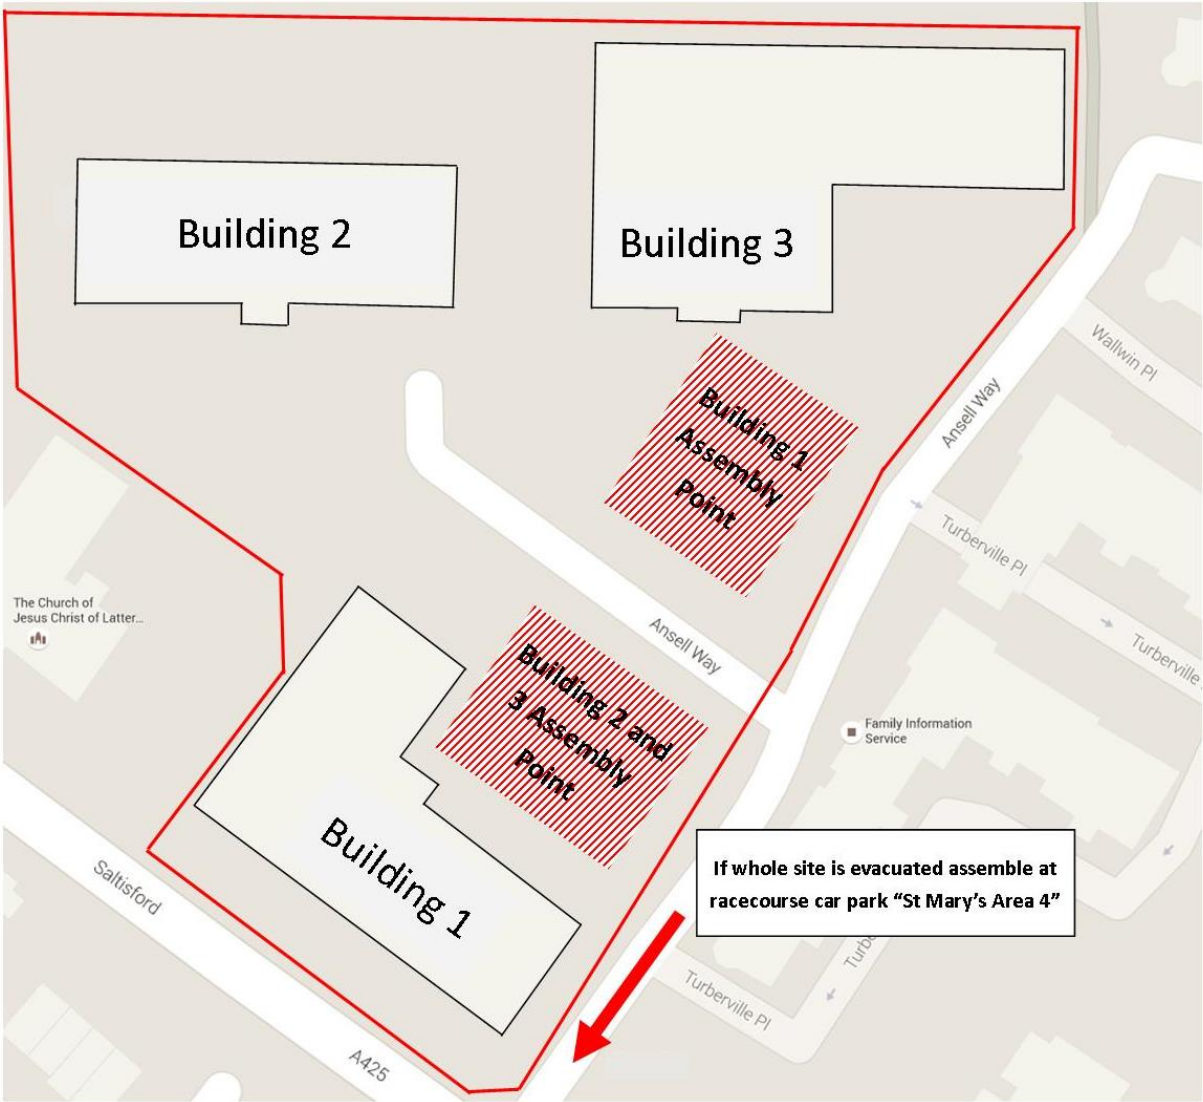 Building 2
Building 3
Wallwin Pl
Ansell Way
Building 1
Assembly
Point
Turberville Pl
Turberville
The Church of
Jesus Christ of Latter...
Ansell Way
Building 2 and
3 Assembly
Point
Family Information
Service
Building 1
If whole site is evacuated assemble at
racecourse car park “St Mary’s Area 4”
Saltisford
Turbe
Turberville Pl
A425